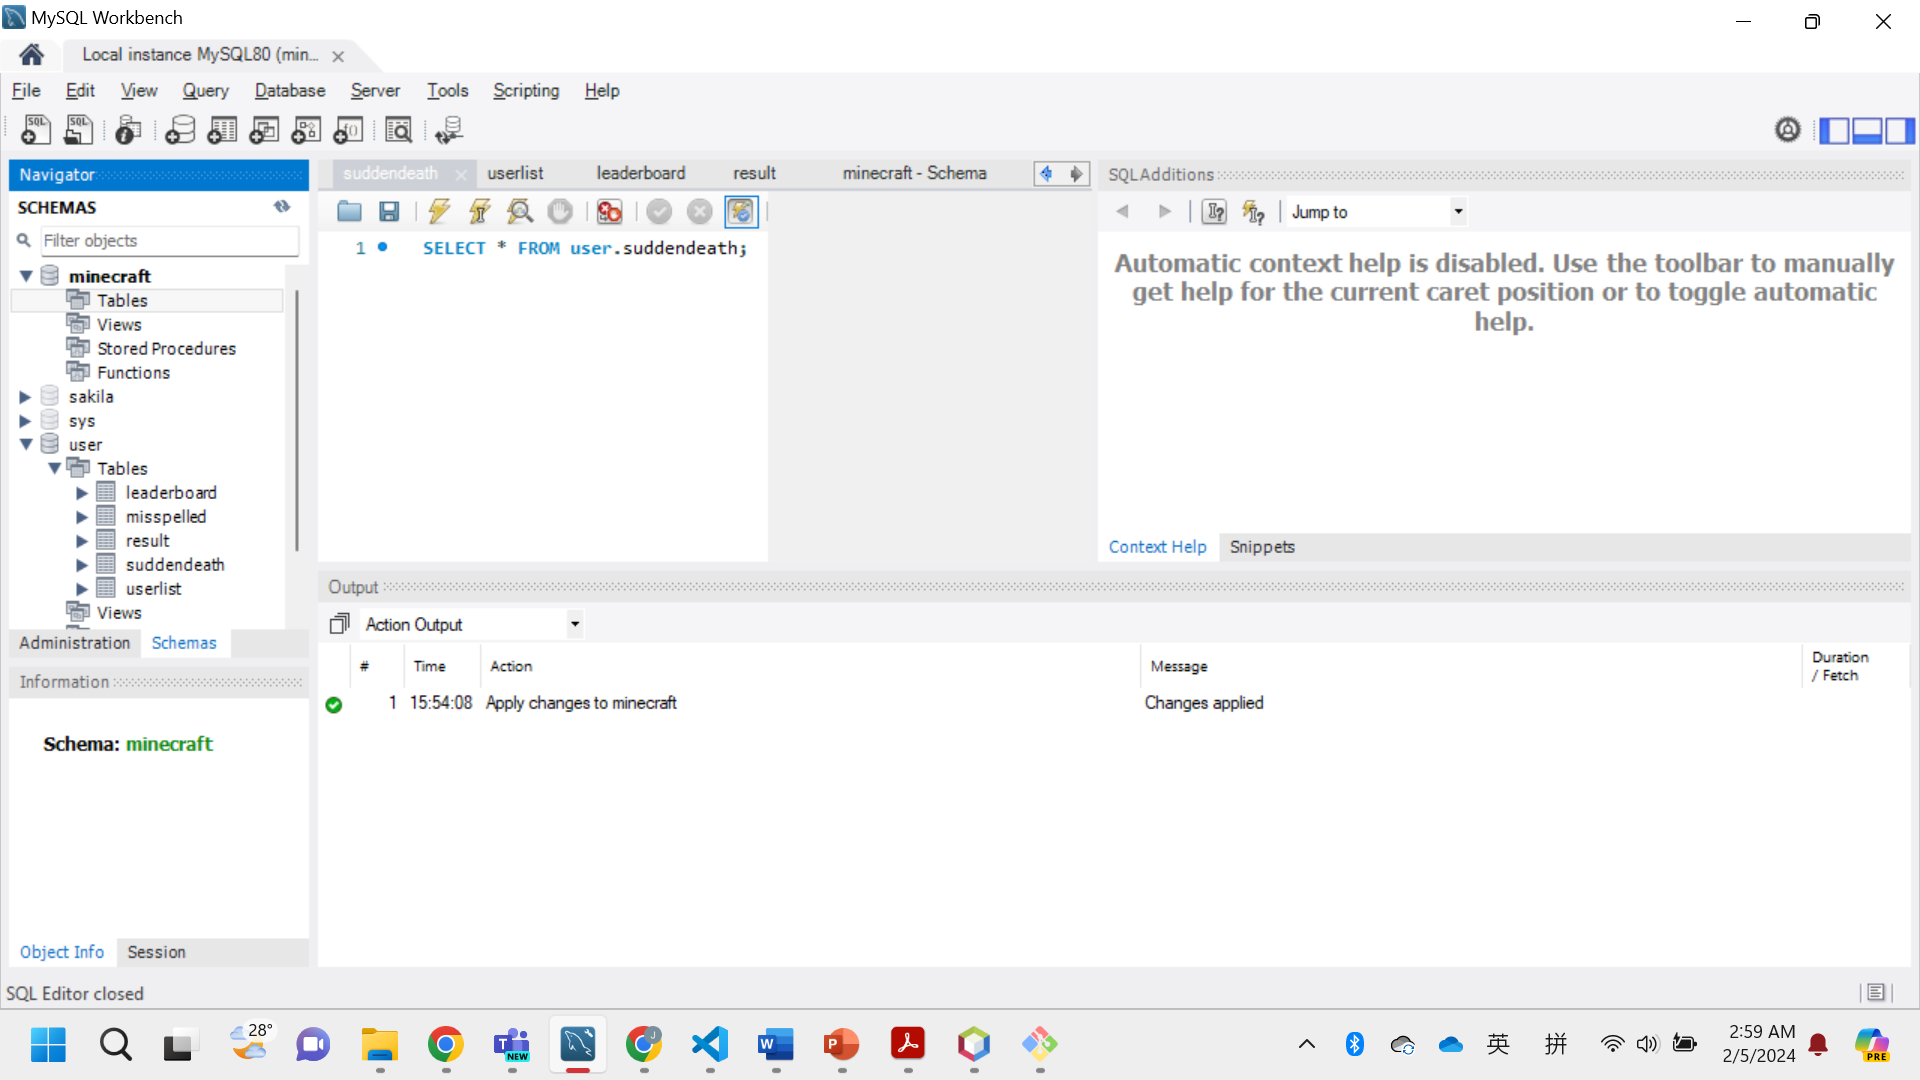 MySQL Workbench
Local instance MySQL80 (min...
File Edit View Query Database Server Tools Scripting Help
Navigator
SCHEMAS
Filter objects
minecraft
Tables
Views
Stored Procedures
Functions
sakila
sys
user
Tables
leaderboard
misspelled
result
suddendeath
userlist
Views
Administration Schemas
Information
Schema: minecraft
Object Info Session
suddendeath userlist leaderboard result minecraft - Schema
1 SELECT * FROM user.suddendeath;
SQLAdditions
Jump to
Automatic context help is disabled. Use the toolbar to manually
get help for the current caret position or to toggle automatic
help.
Context Help Snippets
Output
Action Output
# Time Action Message Duration / Fetch
1 15:54:08 Apply changes to minecraft Changes applied
SQL Editor closed
28°
NEW
英
拼
2:59 AM
2/5/2024
PRE